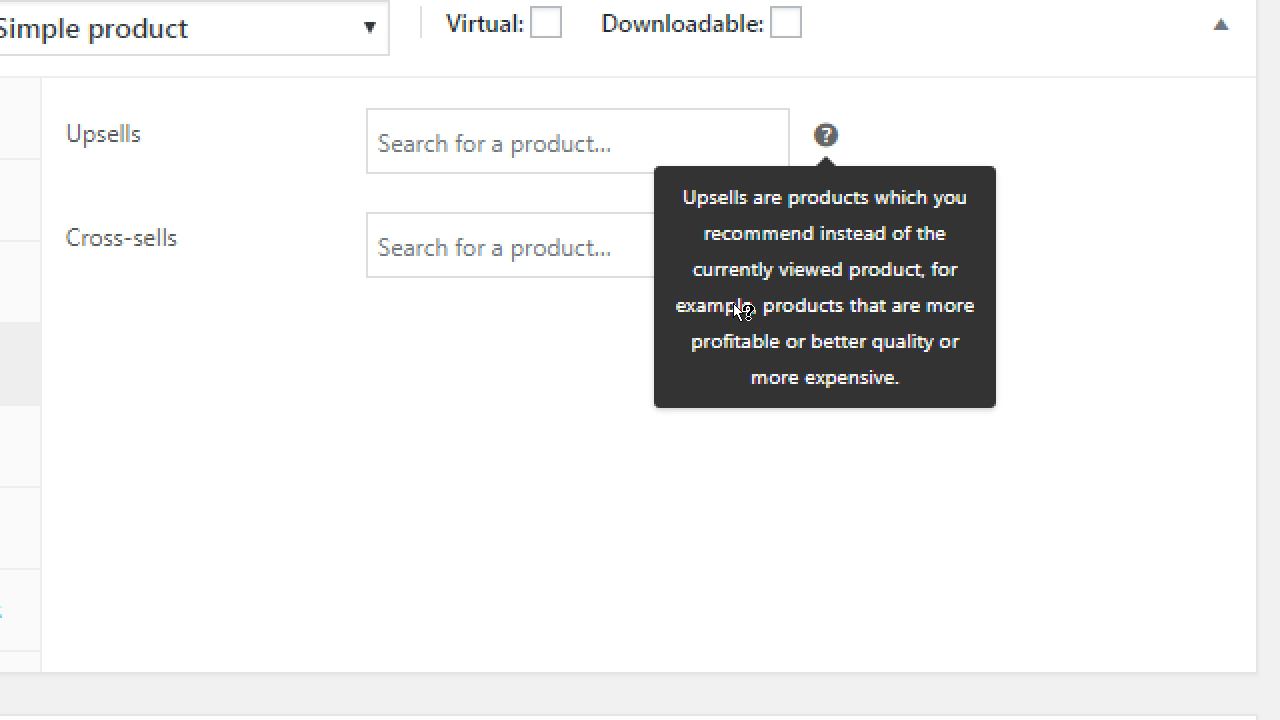 Simple product
Virtual:
Downloadable:
Upsells
Search for a product...
Cross-sells
Search for a product...
Upsells are products which you
recommend instead of the
currently viewed product, for
example, products that are more
profitable or better quality or
more expensive.